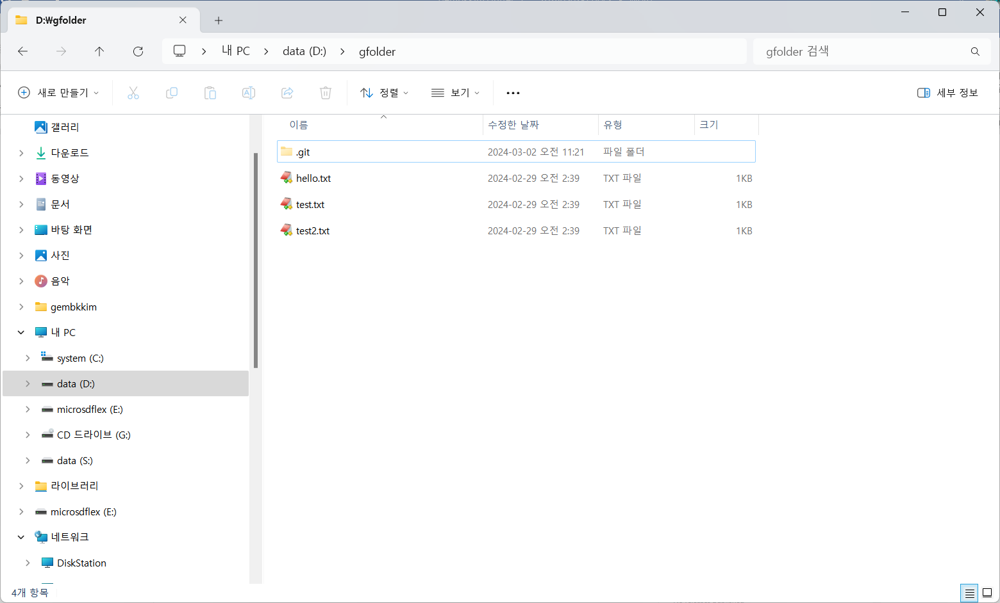 D:₩gfolder
내 PC
data (D:)
gfolder
gfolder 검색
새로 만들기
정렬
보기
세부 정보
갤러리
다운로드
동영상
문서
바탕 화면
사진
음악
gembkkim
내 PC
system (C:)
data (D:)
microsdflex (E:)
CD 드라이브 (G:)
data (S:)
라이브러리
microsdflex (E:)
네트워크
DiskStation
이름 수정한 날짜 유형 크기
.git 2024-03-02 오전 11:21 파일 폴더
hello.txt 2024-02-29 오전 2:39 TXT 파일 1KB
test.txt 2024-02-29 오전 2:39 TXT 파일 1KB
test2.txt 2024-02-29 오전 2:39 TXT 파일 1KB
4개 항목